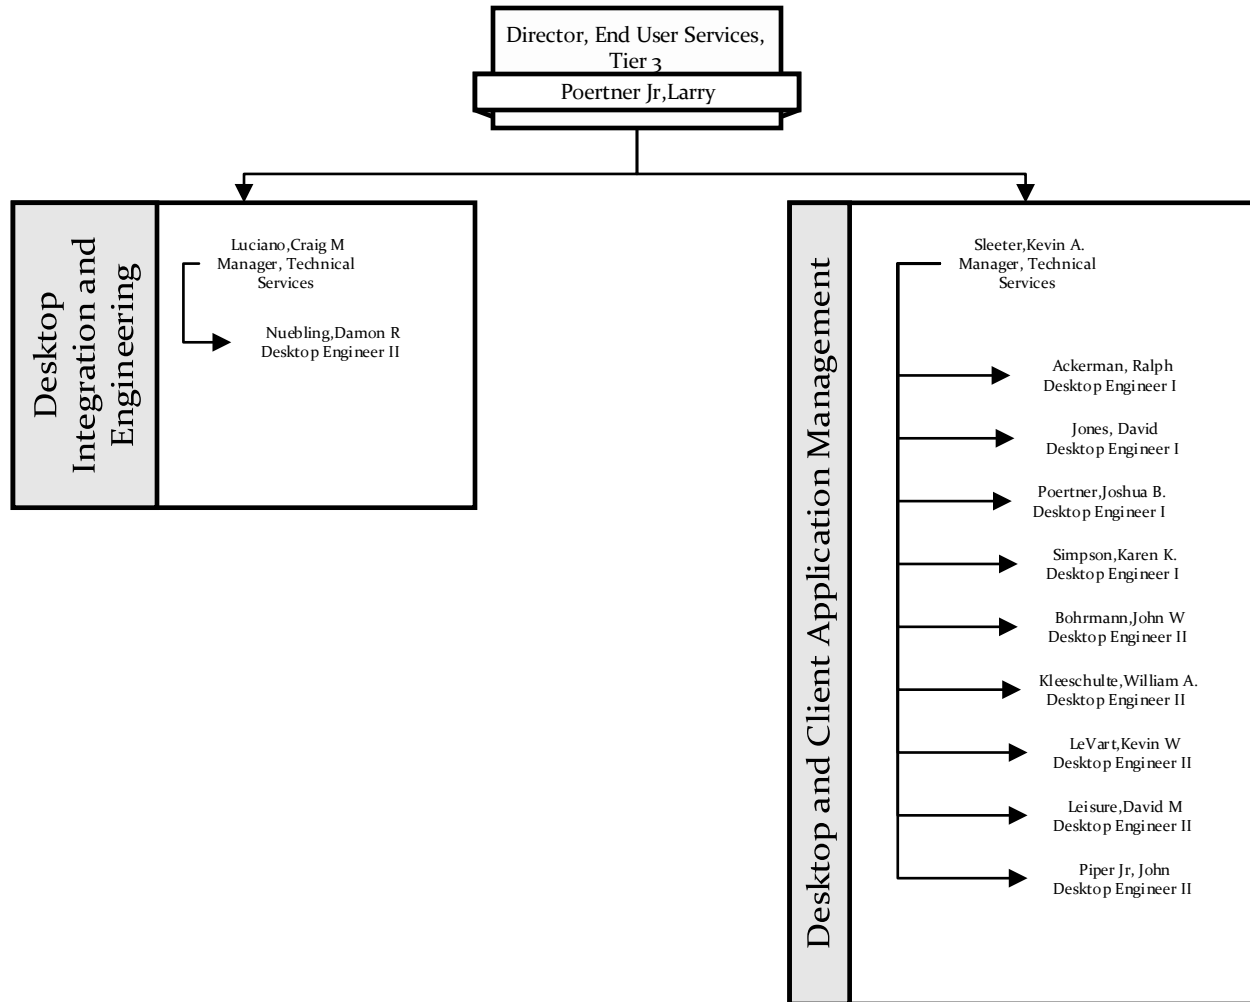 Director, End User Services,
Tier 3
Poertner Jr,Larry
Desktop
Integration and
Engineering
Luciano,Craig M
Manager, Technical
Services
Nuebling,Damon R
Desktop Engineer II
Desktop and Client Application Management
Sleeter,Kevin A.
Manager, Technical
Services
Ackerman, Ralph
Desktop Engineer I
Jones, David
Desktop Engineer I
Poertner,Joshua B.
Desktop Engineer I
Simpson,Karen K.
Desktop Engineer I
Bohrmann,John W
Desktop Engineer II
Kleeschulte,William A.
Desktop Engineer II
LeVart,Kevin W
Desktop Engineer II
Leisure,David M
Desktop Engineer II
Piper Jr, John
Desktop Engineer II